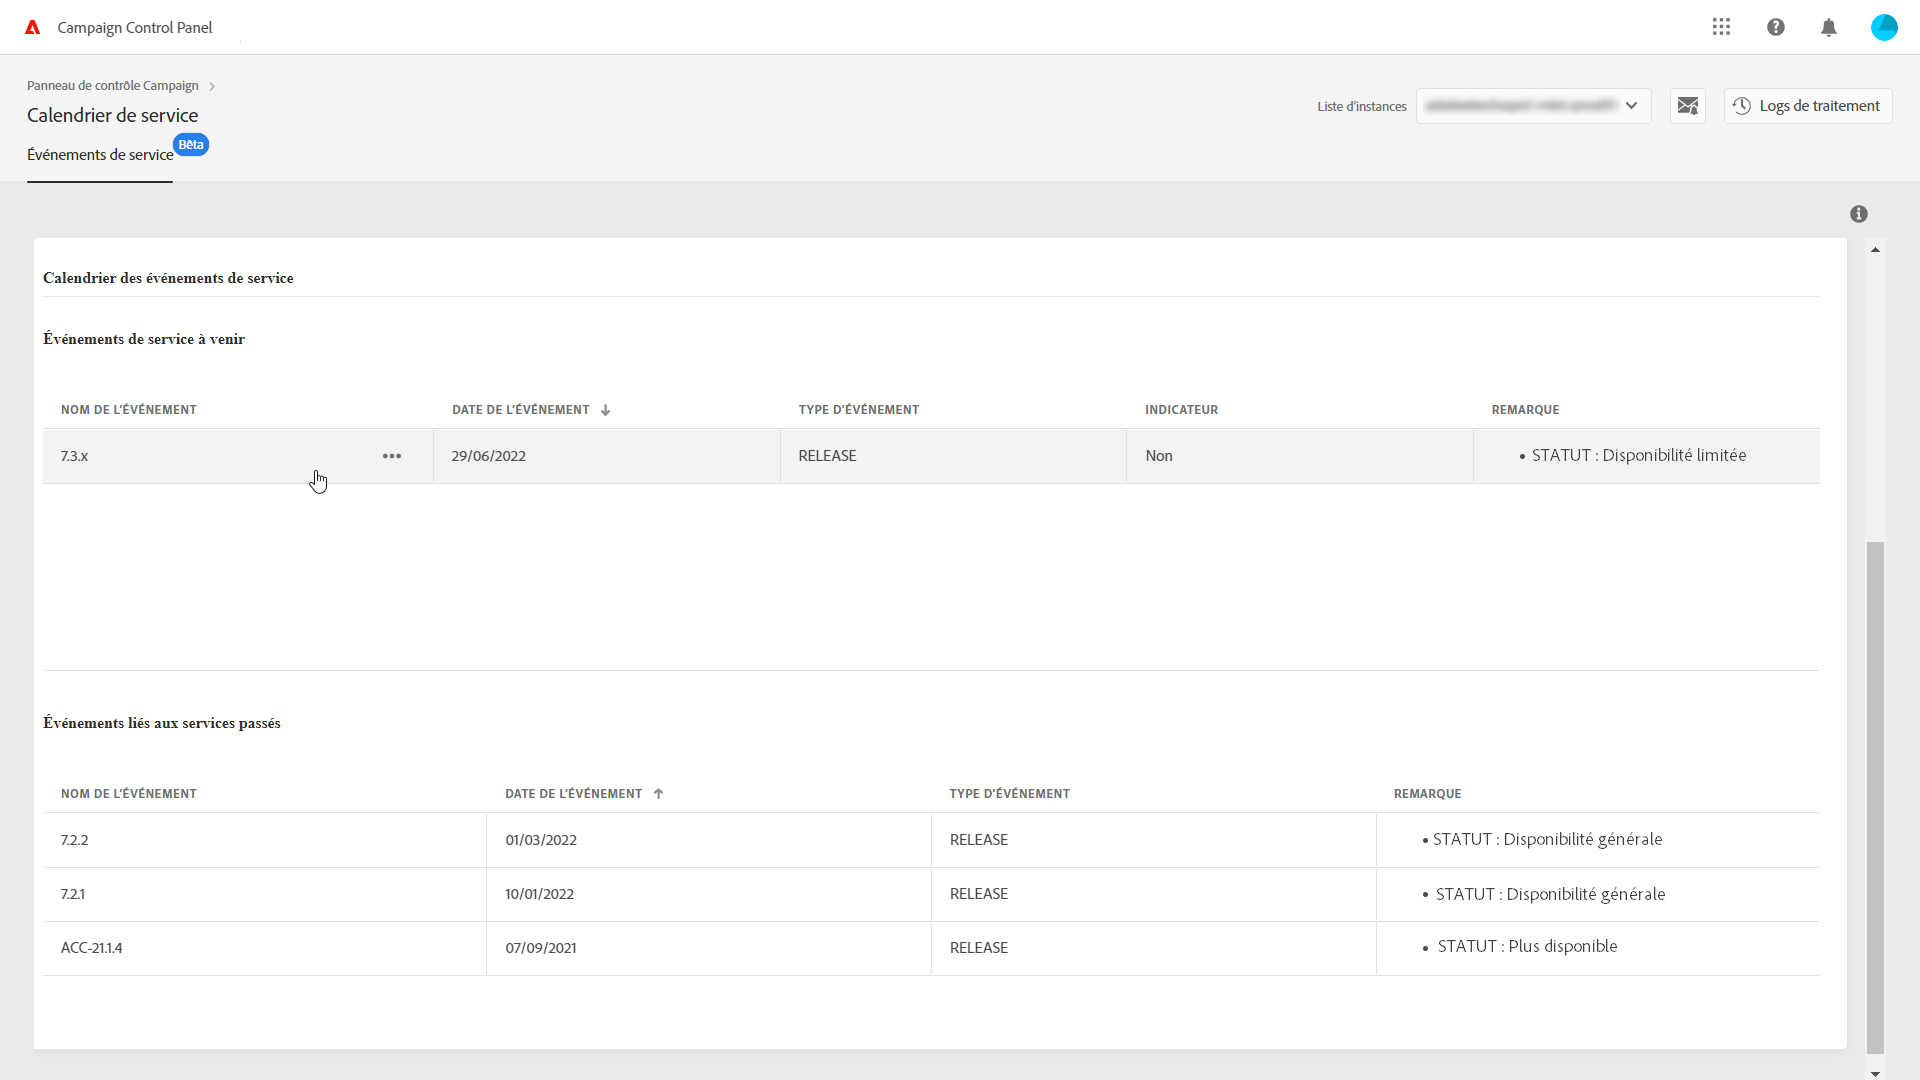 Campaign Control Panel
Panneau de contrôle Campaign
Calendrier de service
Événements de service
Bêta
Liste d'instances
Logs de traitement
Calendrier des événements de service
Événements de service à venir
NOM DE L'ÉVÉNEMENT DATE DE L'ÉVÉNEMENT TYPE D'ÉVÉNEMENT INDICATEUR REMARQUE
7.3.x 29/06/2022 RELEASE Non • STATUT : Disponibilité limitée
Événements liés aux services passés
NOM DE L'ÉVÉNEMENT DATE DE L'ÉVÉNEMENT TYPE D'ÉVÉNEMENT REMARQUE
7.2.2 01/03/2022 RELEASE • STATUT : Disponibilité générale
7.2.1 10/01/2022 RELEASE • STATUT : Disponibilité générale
ACC-21.1.4 07/09/2021 RELEASE • STATUT : Plus disponible